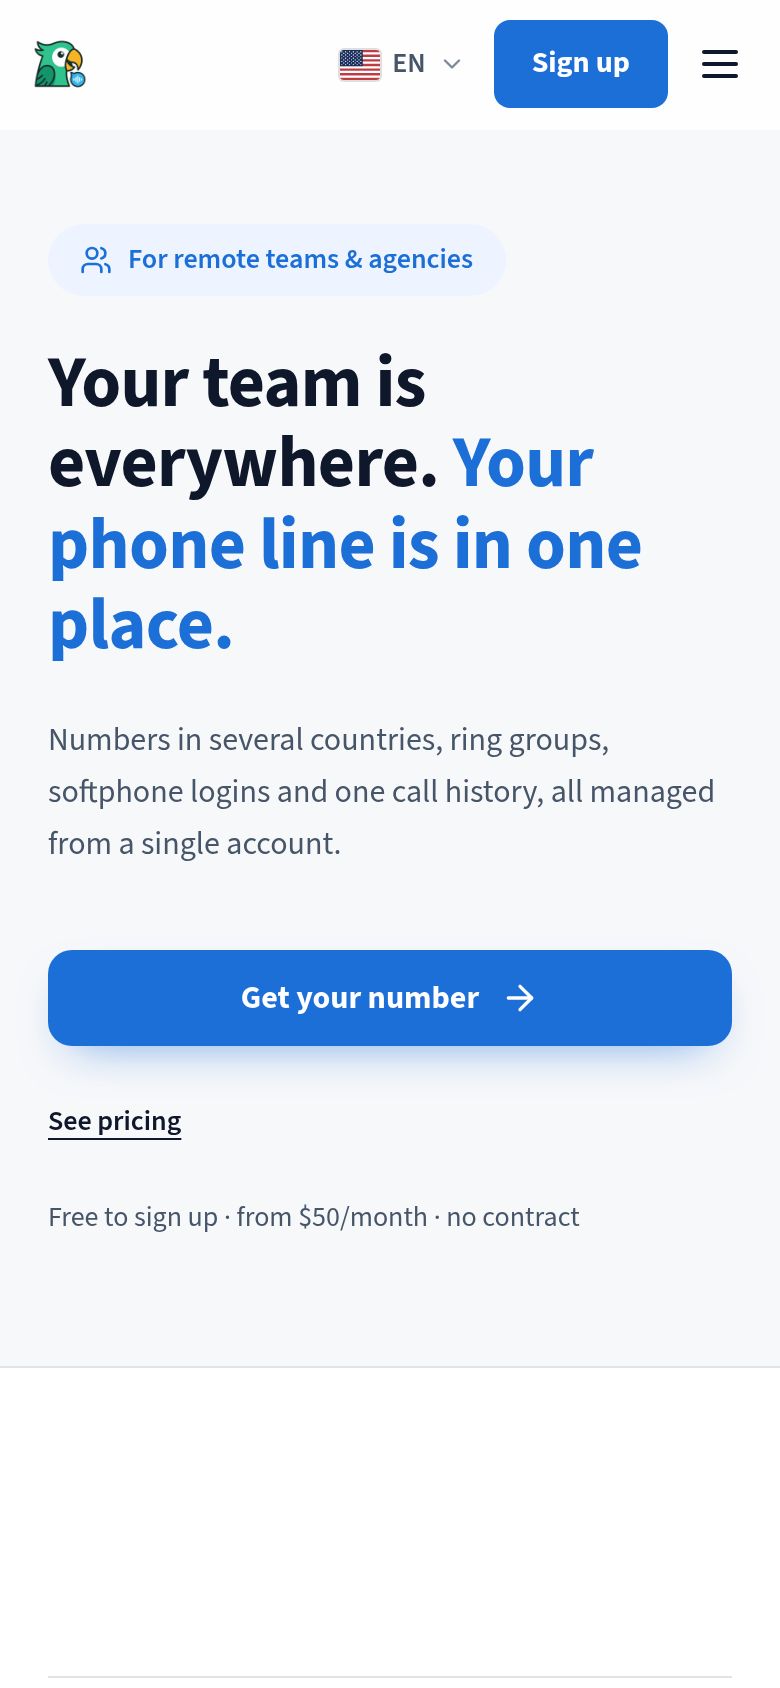 EN
Sign up
For remote teams & agencies
Your team is
everywhere. Your
phone line is in one
place.
Numbers in several countries, ring groups,
softphone logins and one call history, all managed
from a single account.
Get your number
See pricing
Free to sign up · from $50/month · no contract